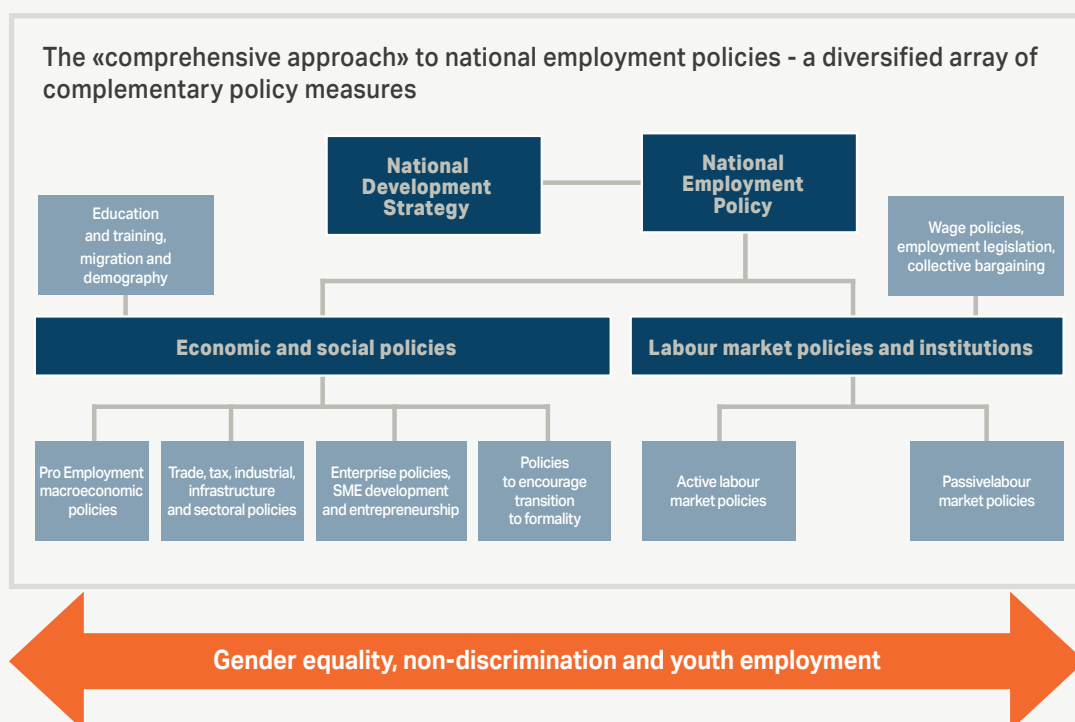 The «comprehensive approach» to national employment policies - a diversified array of
complementary policy measures
National
Development
Strategy
National
Employment
Policy
Education
and training,
migration and
demography
Wage policies,
employment legislation,
collective bargaining
Economic and social policies
Labour market policies and institutions
Pro Employment
macroeconomic
policies
Trade, tax, industrial,
infrastructure
and sectoral policies
Enterprise policies,
SME development
and entrepreneurship
Policies
to encourage
transition
to formality
Active labour
market policies
Passivelabour
market policies
Gender equality, non-discrimination and youth employment